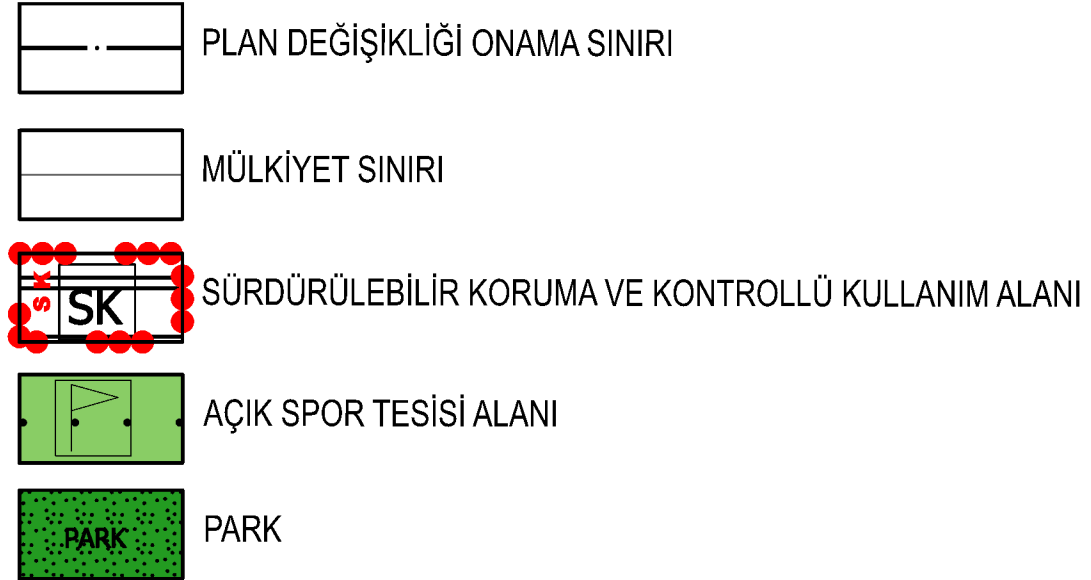 PLAN DEĞİŞİKLİĞİ ONAMA SINIRI
MÜLKİYET SINIRI
SK
SK
SÜRDÜRÜLEBİLİR KORUMA VE KONTROLLÜ KULLANIM ALANI
AÇIK SPOR TESİSİ ALANI
PARK
PARK